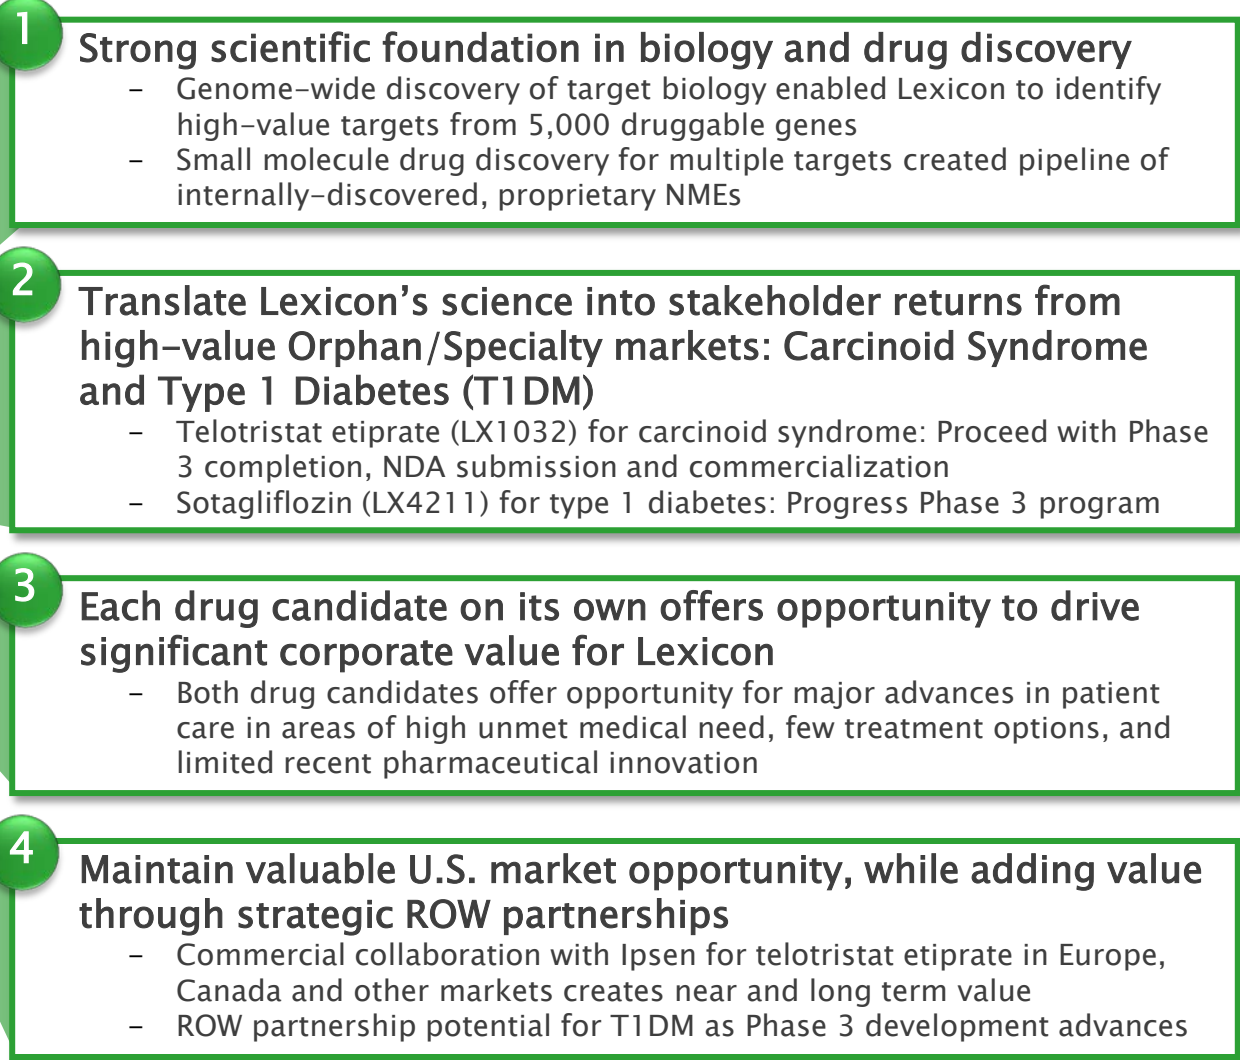 1
Strong scientific foundation in biology and drug discovery
– Genome-wide discovery of target biology enabled Lexicon to identify
high-value targets from 5,000 druggable genes
– Small molecule drug discovery for multiple targets created pipeline of
internally-discovered, proprietary NMEs
2
Translate Lexicon’s science into stakeholder returns from
high-value Orphan/Specialty markets: Carcinoid Syndrome
and Type 1 Diabetes (T1DM)
– Telotristat etiprate (LX1032) for carcinoid syndrome: Proceed with Phase
3 completion, NDA submission and commercialization
– Sotagliflozin (LX4211) for type 1 diabetes: Progress Phase 3 program
3
Each drug candidate on its own offers opportunity to drive
significant corporate value for Lexicon
– Both drug candidates offer opportunity for major advances in patient
care in areas of high unmet medical need, few treatment options, and
limited recent pharmaceutical innovation
4
Maintain valuable U.S. market opportunity, while adding value
through strategic ROW partnerships
– Commercial collaboration with Ipsen for telotristat etiprate in Europe,
Canada and other markets creates near and long term value
– ROW partnership potential for T1DM as Phase 3 development advances